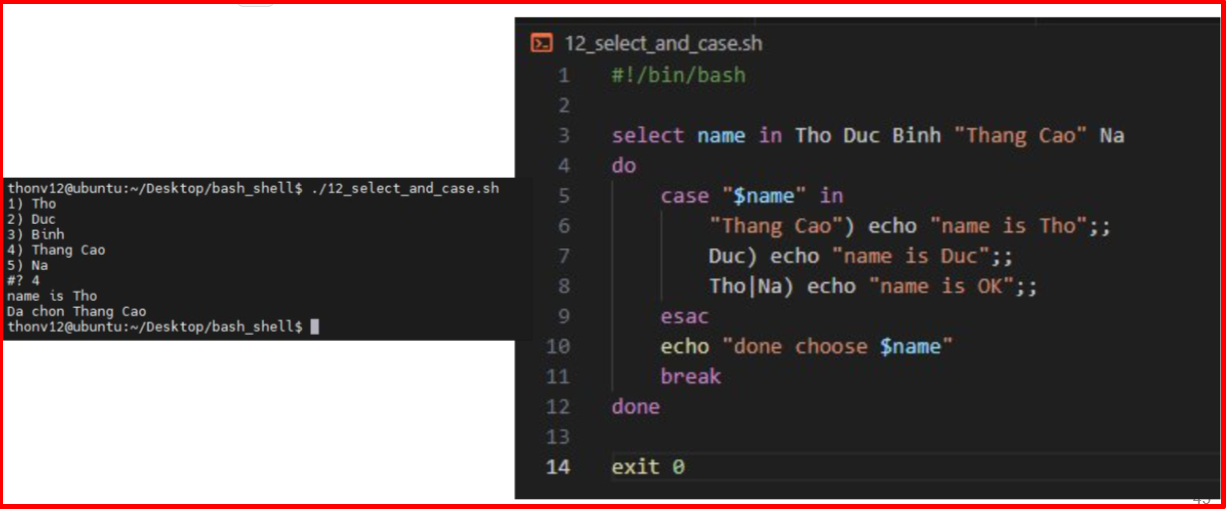 thonv12@ubuntu:~/Desktop/bash_shell$ ./12_select_and_case.sh
1) Tho
2) Duc
3) Binh
4) Thang Cao
5) Na
#? 4
name is Tho
Da chon Thang Cao
thonv12@ubuntu:~/Desktop/bash_shell$
12_select_and_case.sh
1 #!/bin/bash
2
3 select name in Tho Duc Binh "Thang Cao" Na
4 do
5 case "$name" in
6 "Thang Cao") echo "name is Tho";;
7 Duc) echo "name is Duc";;
8 Tho|Na) echo "name is OK";;
9 esac
10 echo "done choose $name"
11 break
12 done
13
14 exit 0